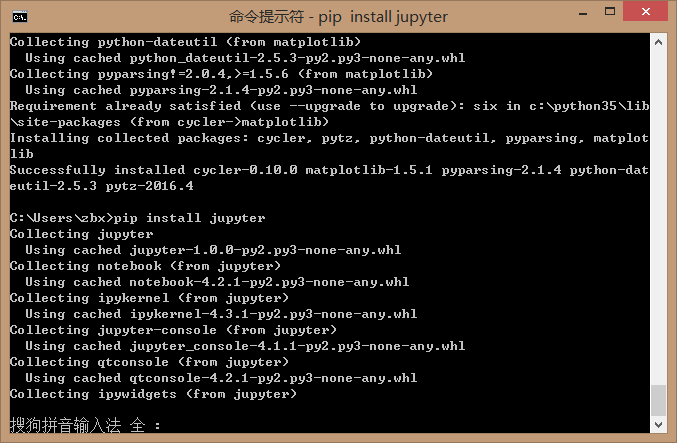 命令提示符 - pip  install jupyter
Collecting python-dateutil (from matplotlib)
  Using cached python_dateutil-2.5.3-py2.py3-none-any.whl
Collecting pyparsing!=2.0.4,>=1.5.6 (from matplotlib)
  Using cached pyparsing-2.1.4-py2.py3-none-any.whl
Requirement already satisfied (use --upgrade to upgrade): six in c:\python35\lib
\site-packages (from cycler->matplotlib)
Installing collected packages: cycler, pytz, python-dateutil, pyparsing, matplot
lib
Successfully installed cycler-0.10.0 matplotlib-1.5.1 pyparsing-2.1.4 python-dat
eutil-2.5.3 pytz-2016.4
C:\Users\zbx>pip install jupyter
Collecting jupyter
  Using cached jupyter-1.0.0-py2.py3-none-any.whl
Collecting notebook (from jupyter)
  Using cached notebook-4.2.1-py2.py3-none-any.whl
Collecting ipykernel (from jupyter)
  Using cached ipykernel-4.3.1-py2.py3-none-any.whl
Collecting jupyter-console (from jupyter)
  Using cached jupyter_console-4.1.1-py2.py3-none-any.whl
Collecting qtconsole (from jupyter)
  Using cached qtconsole-4.2.1-py2.py3-none-any.whl
Collecting ipywidgets (from jupyter)
搜狗拼音输入法 全 :